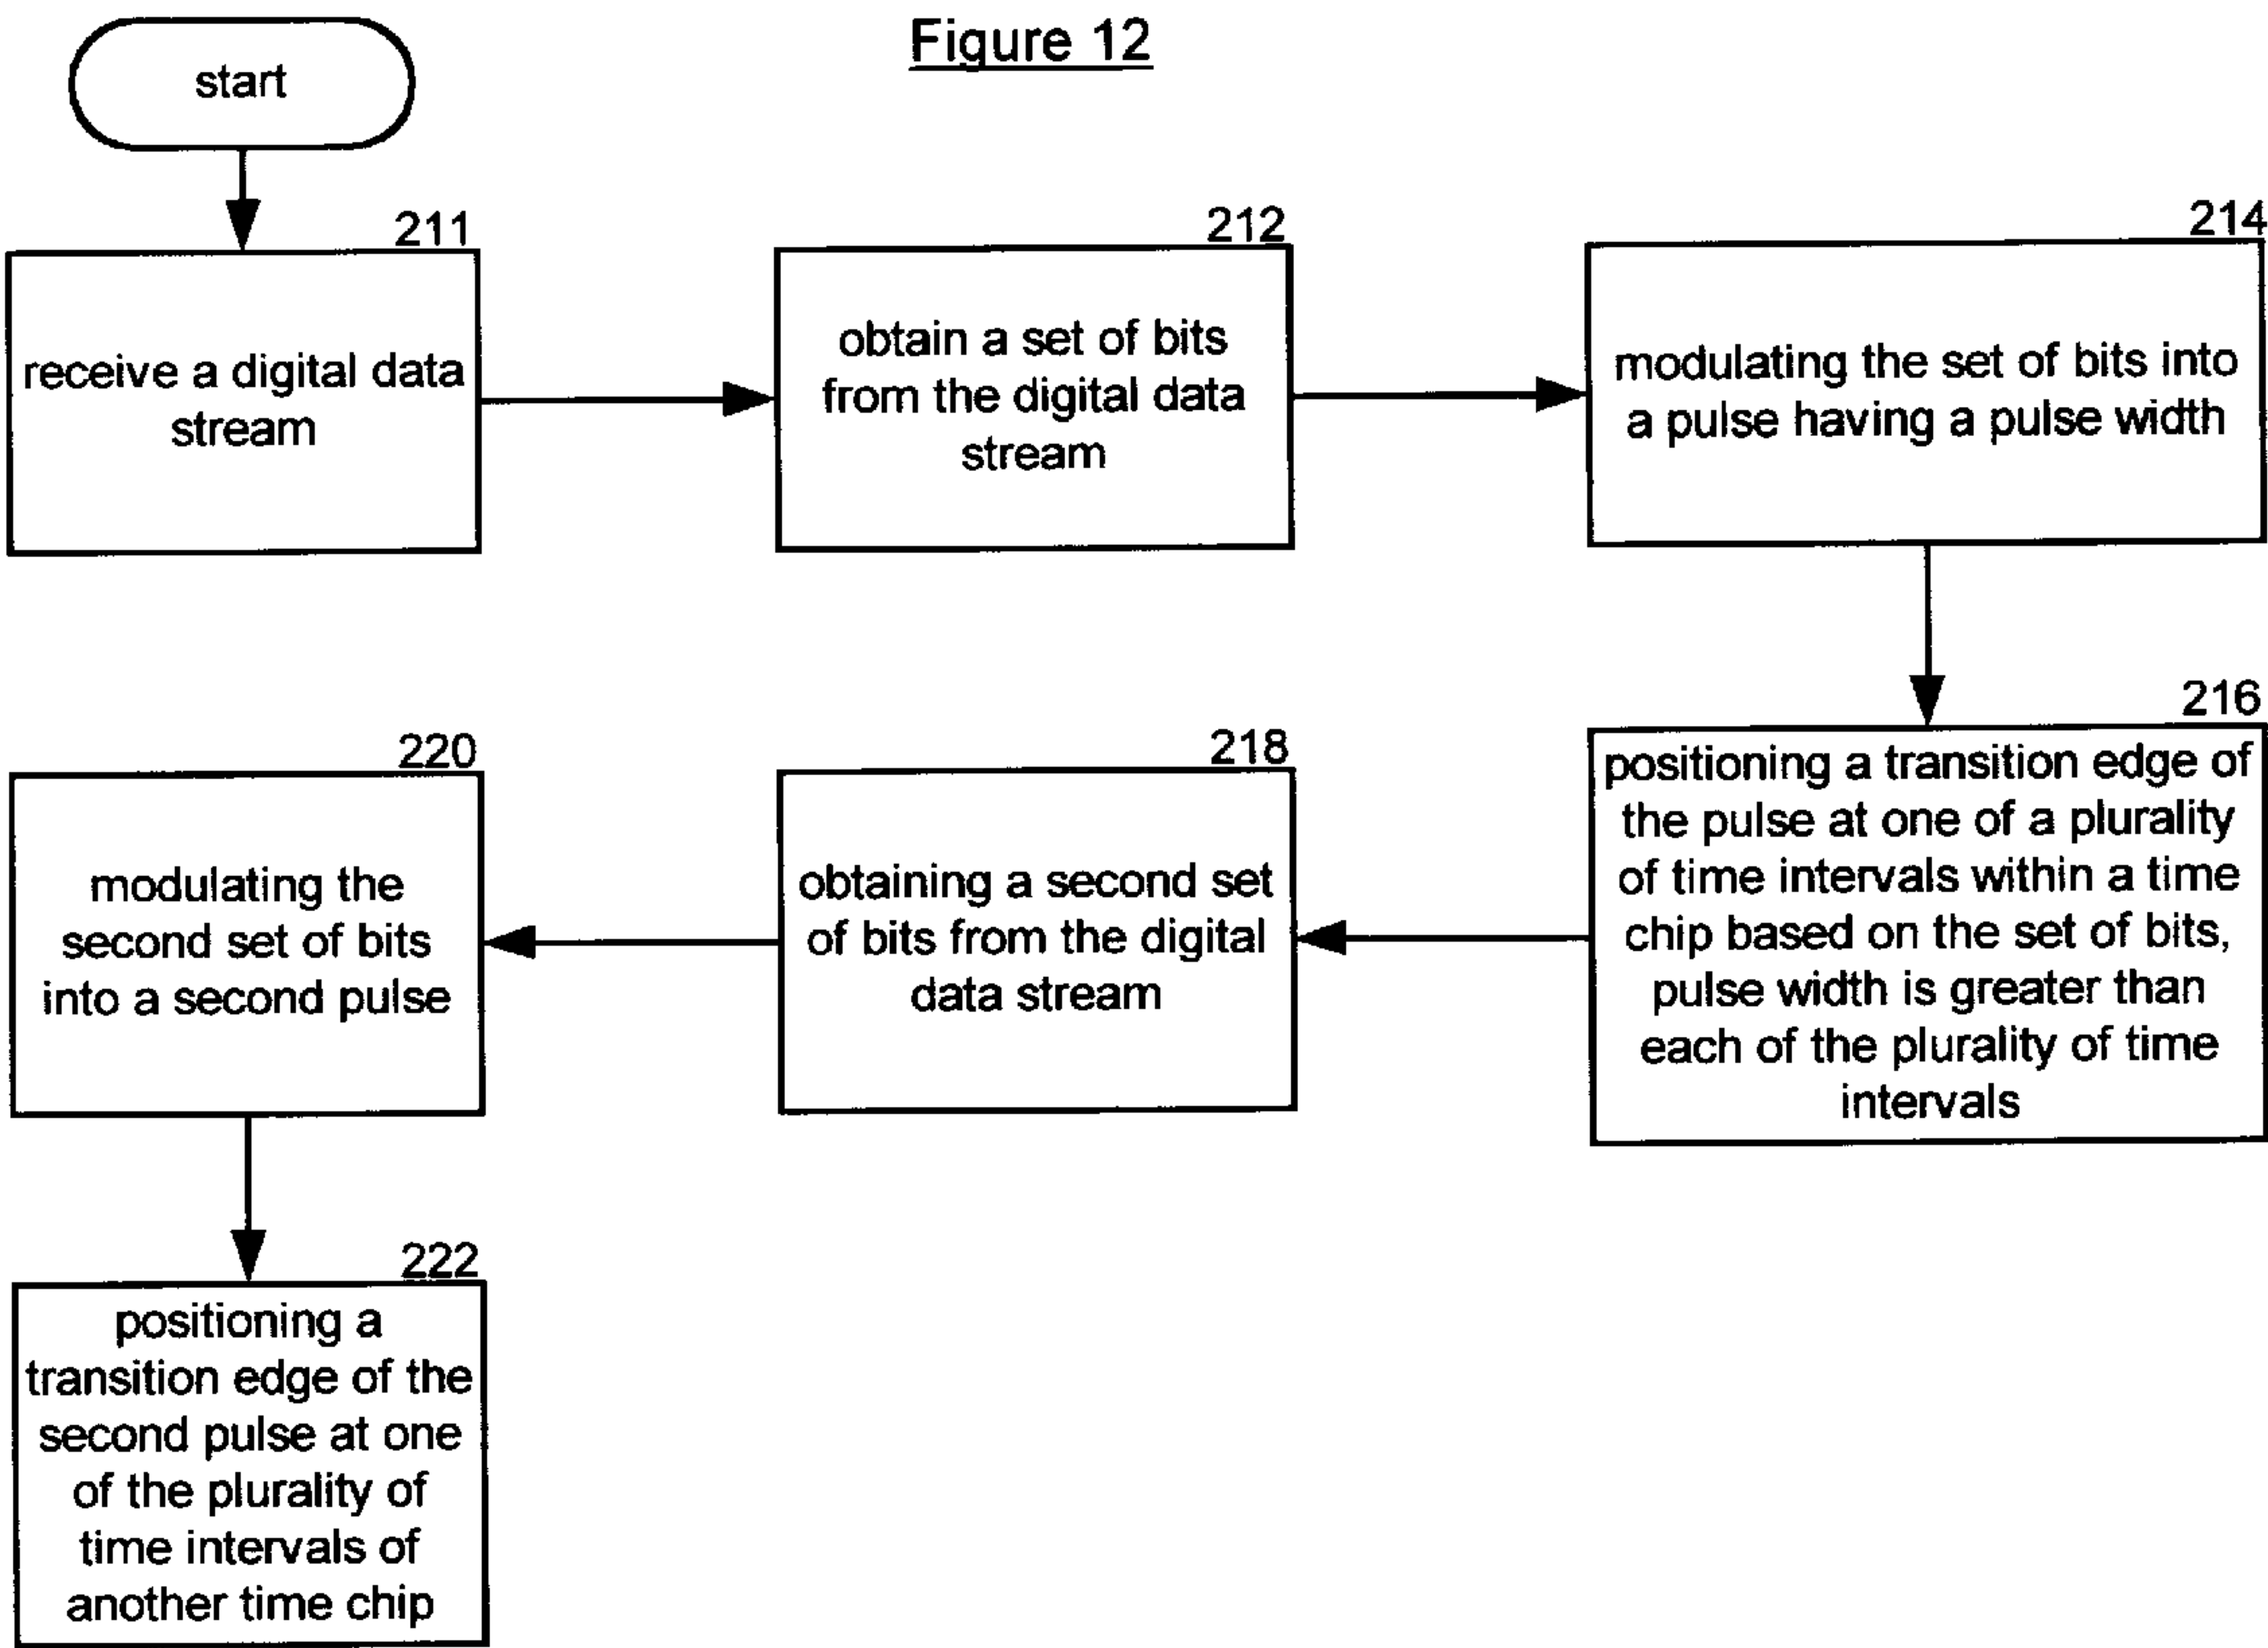 Figure 12
start
211
receive a digital data
stream
212
obtain a set of bits
from the digital data
stream
214
modulating the set of bits into
a pulse having a pulse width
216
positioning a transition edge of
the pulse at one of a plurality
of time intervals within a time
chip based on the set of bits,
pulse width is greater than
each of the plurality of time
intervals
218
obtaining a second set
of bits from the digital
data stream
220
modulating the
second set of bits
into a second pulse
222
positioning a
transition edge of the
second pulse at one
of the plurality of
time intervals of
another time chip